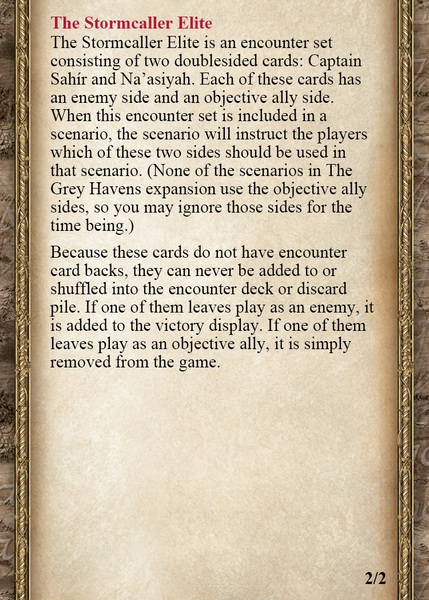 The Stormcaller Elite
The Stormcaller Elite is an encounter set
consisting of two doublesided cards: Captain
Sahír and Na’asiyah. Each of these cards has
an enemy side and an objective ally side.
When this encounter set is included in a
scenario, the scenario will instruct the players
which of these two sides should be used in
that scenario. (None of the scenarios in The
Grey Havens expansion use the objective ally
sides, so you may ignore those sides for the
time being.)
Because these cards do not have encounter
card backs, they can never be added to or
shuffled into the encounter deck or discard
pile. If one of them leaves play as an enemy, it
is added to the victory display. If one of them
leaves play as an objective ally, it is simply
removed from the game.
2/2